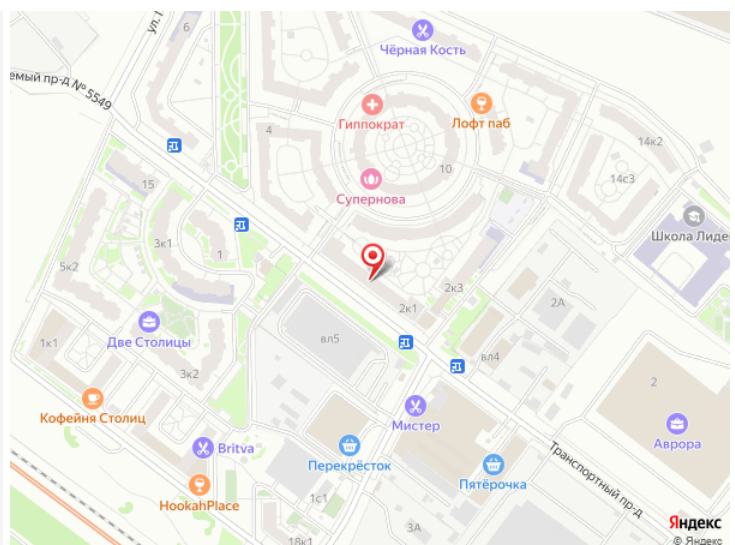 ул. 
6
Чёрная Кость
емый пр-д № 5549
Гиппократ
Лофт паб
4
10
14к2
14с3
15
Супернова
Школа Лиде
3к1
1
5к2
2к3
2А
2к1
Две Столицы
вл5
вл4
1к1
3к2
2
Кофейня Столиц
Мистер
Аврора
Britva
Перекрёсток
Пятёрочка
Транспортный пр-д
1с1
HookahPlace
3А
18к1
Яндекс
© Яндекс